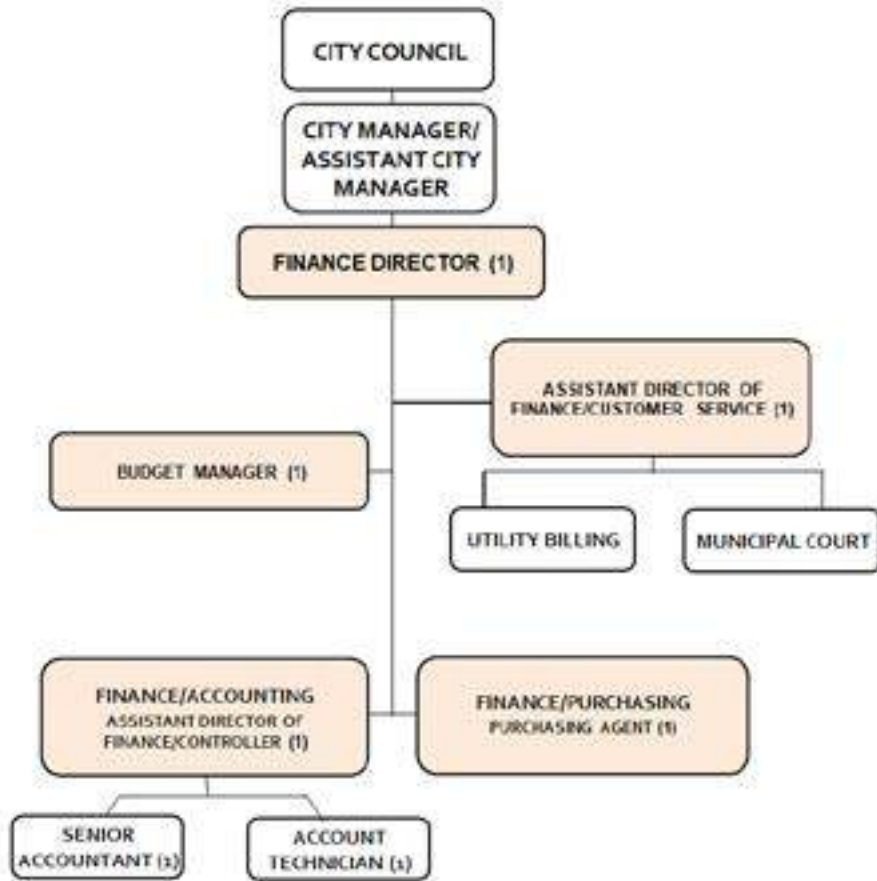 CITY COUNCIL
CITY MANAGER/
ASSISTANT CITY
MANAGER
FINANCE DIRECTOR (1)
ASSISTANT DIRECTOR OF
FINANCE/CUSTOMER SERVICE (1)
BUDGET MANAGER (1)
UTILITY BILLING
MUNICIPAL COURT
FINANCE/ACCOUNTING
ASSISTANT DIRECTOR OF
FINANCE/CONTROLLER (1)
FINANCE/PURCHASING
PURCHASING AGENT (1)
SENIOR
ACCOUNTANT (1)
ACCOUNT
TECHNICIAN (1)